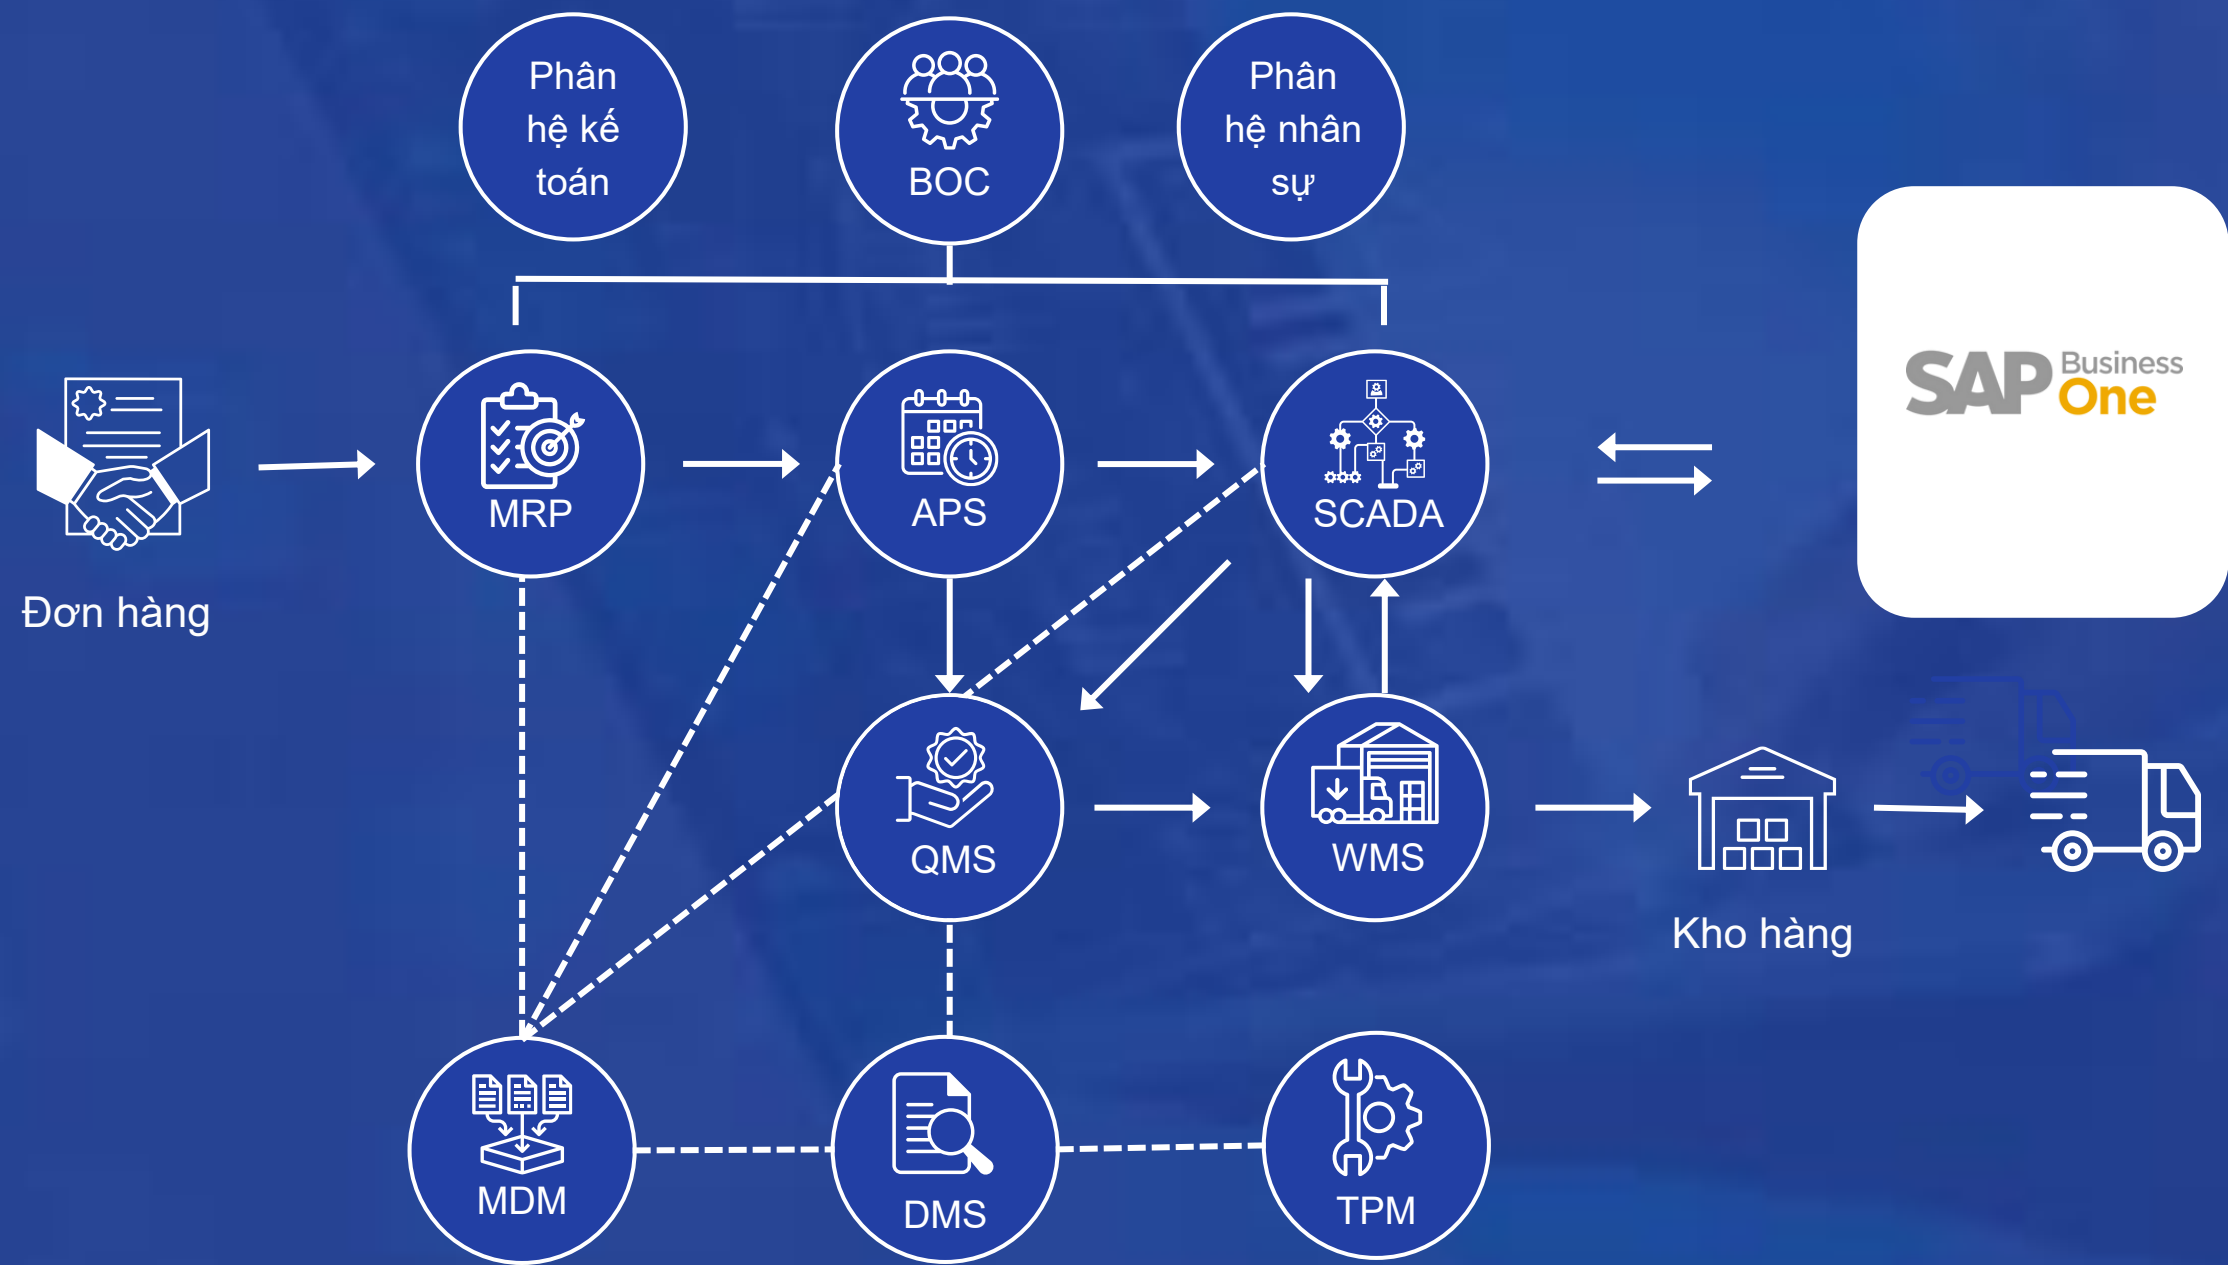 Phân
hệ kế
toán
BOC
Phân
hệ nhân
sự
SAP Business
One
MRP
APS
SCADA
Đơn hàng
QMS
WMS
Kho hàng
MDM
DMS
TPM